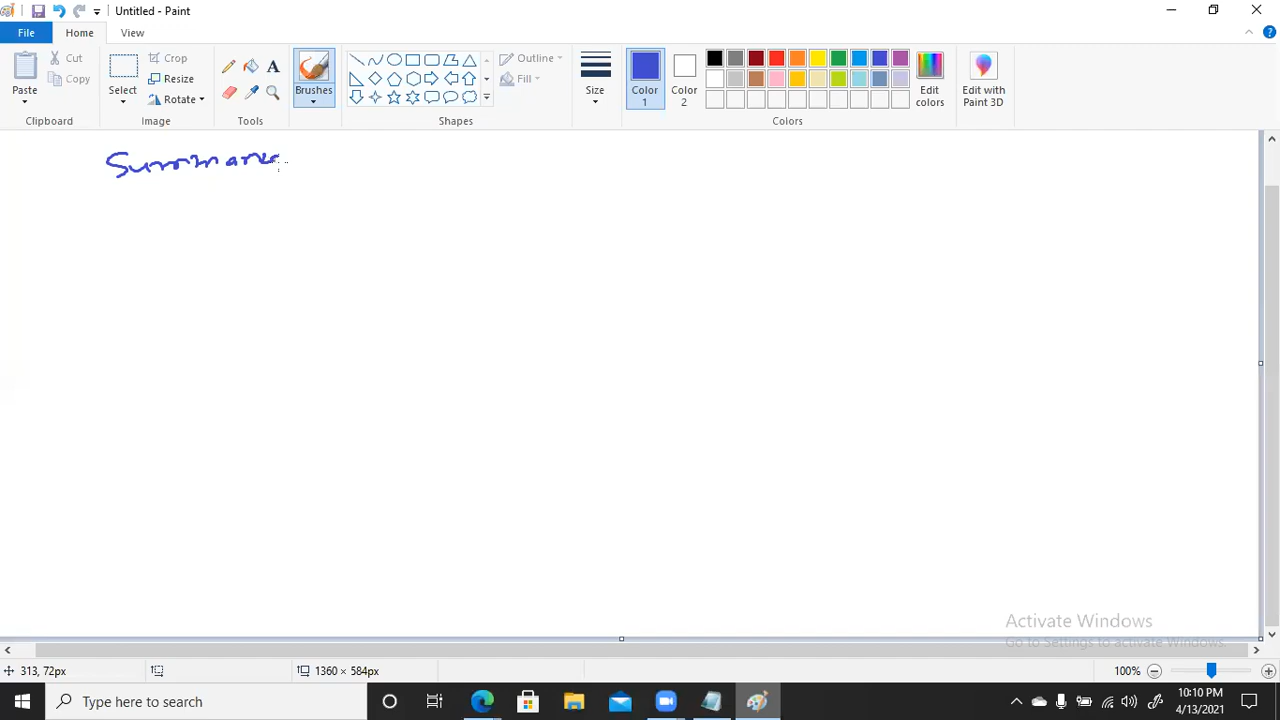 Untitled - Paint
File Home View
Paste
Cut
Copy
Clipboard
Select
Crop
Resize
Rotate
Image
Tools
Brushes
Shapes
Outline
Fill
Size
Color 1
Color 2
Colors
Edit colors
Edit with Paint 3D
Activate Windows
Go to Settings to activate Windows.
313, 72px
1360 × 584px
100%
Type here to search
10:10 PM
4/13/2021